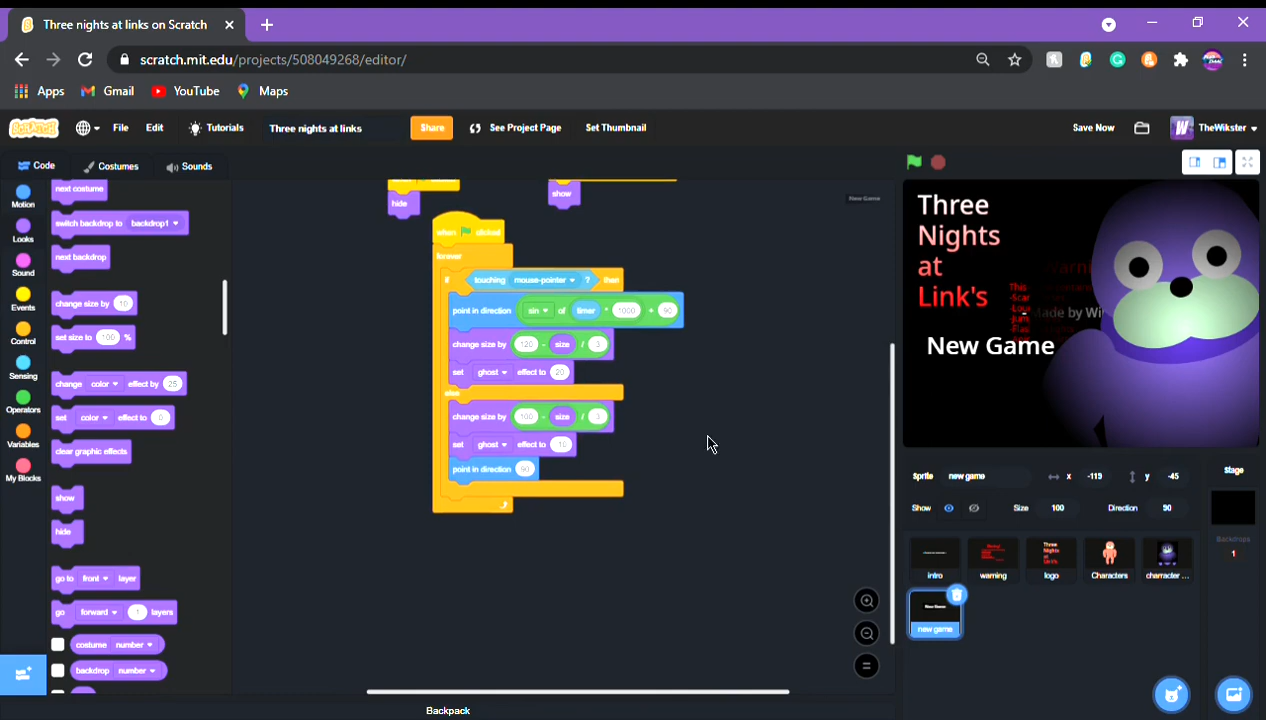 Three nights at links on Scratch
scratch.mit.edu/projects/508049268/editor/
Apps Gmail YouTube Maps
SCRATCH File Edit Tutorials Three nights at links Share See Project Page Set Thumbnail Save Now TheWikster
Code Costumes Sounds
Motion
Looks
Sound
Events
Control
Sensing
Operators
Variables
My Blocks
next costume
switch backdrop to backdrop1
next backdrop
change size by 10
set size to 100 %
change color effect by 25
set color effect to 0
clear graphic effects
show
hide
go to front layer
go forward 1 layers
costume number
backdrop number
hide
show
New Game
when clicked
forever
if touching mouse-pointer ? then
point in direction sin of timer * 1000 + 90
change size by 120 - size / 3
set ghost effect to 20
else
change size by 100 - size / 3
set ghost effect to
point in direction 90
Three
Nights
at
Link's
Made by
New Game
Sprite new game x -119 y -45
Show Size 100 Direction 90
Stage
Backdrops
1
intro warning logo Characters charracter ...
new game
Backpack